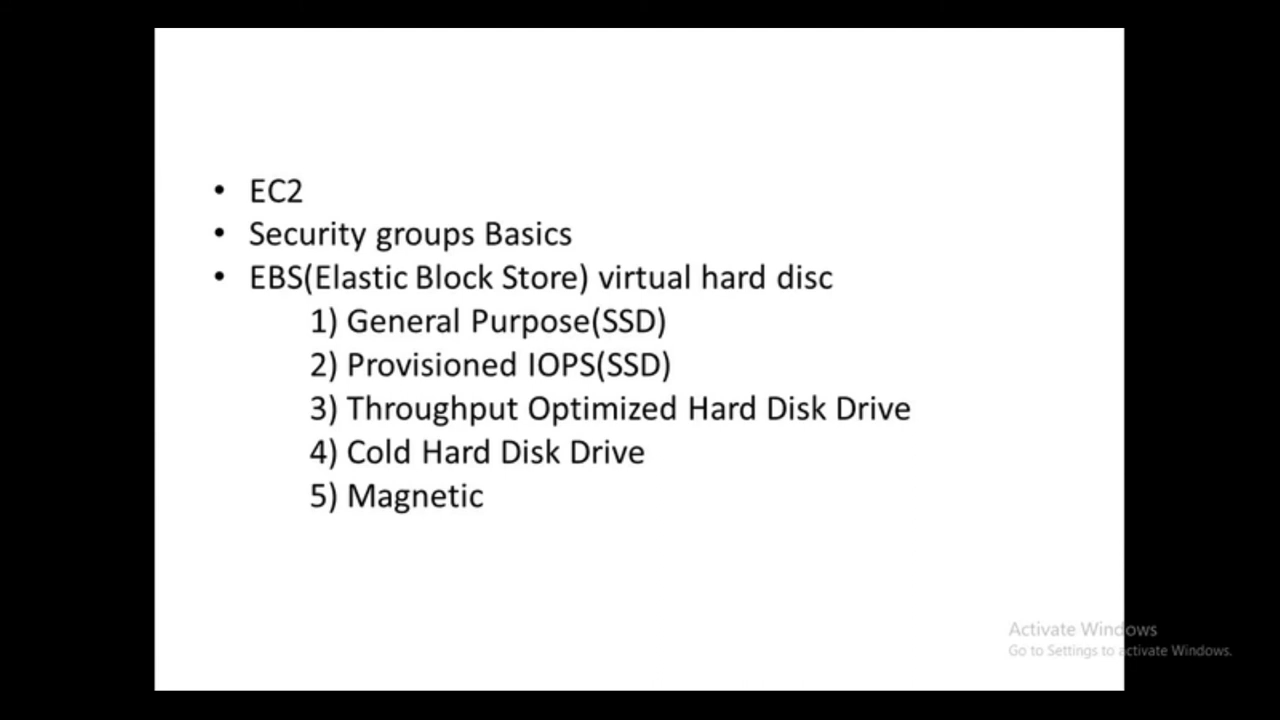 • EC2
• Security groups Basics
• EBS(Elastic Block Store) virtual hard disc
1) General Purpose(SSD)
2) Provisioned IOPS(SSD)
3) Throughput Optimized Hard Disk Drive
4) Cold Hard Disk Drive
5) Magnetic
Activate Windows
Go to Settings to activate Windows.